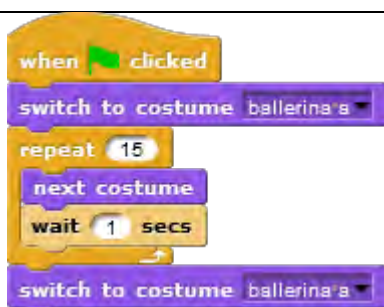 when clicked
switch to costume ballerina's
repeat 15
next costume
wait 1 secs
switch to costume ballerina's